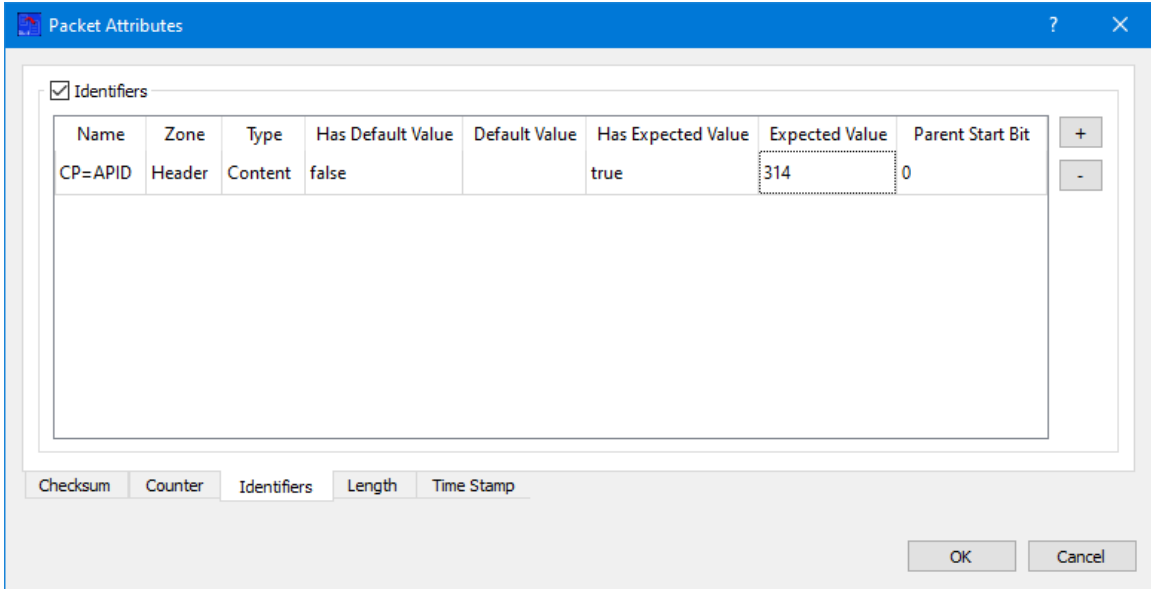 Packet Attributes ? ×
Identifiers
Name Zone Type Has Default Value Default Value Has Expected Value Expected Value Parent Start Bit +
CP=APID Header Content false true 314 0 -
Checksum Counter Identifiers Length Time Stamp
OK Cancel